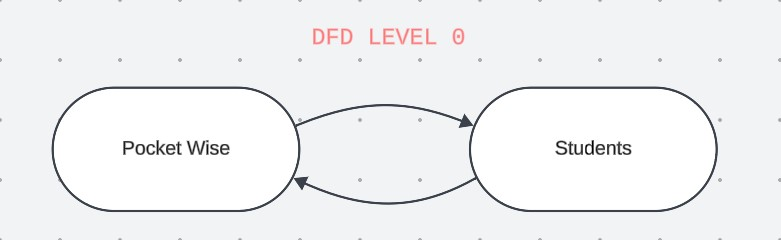 DFD LEVEL 0
Pocket Wise
Students